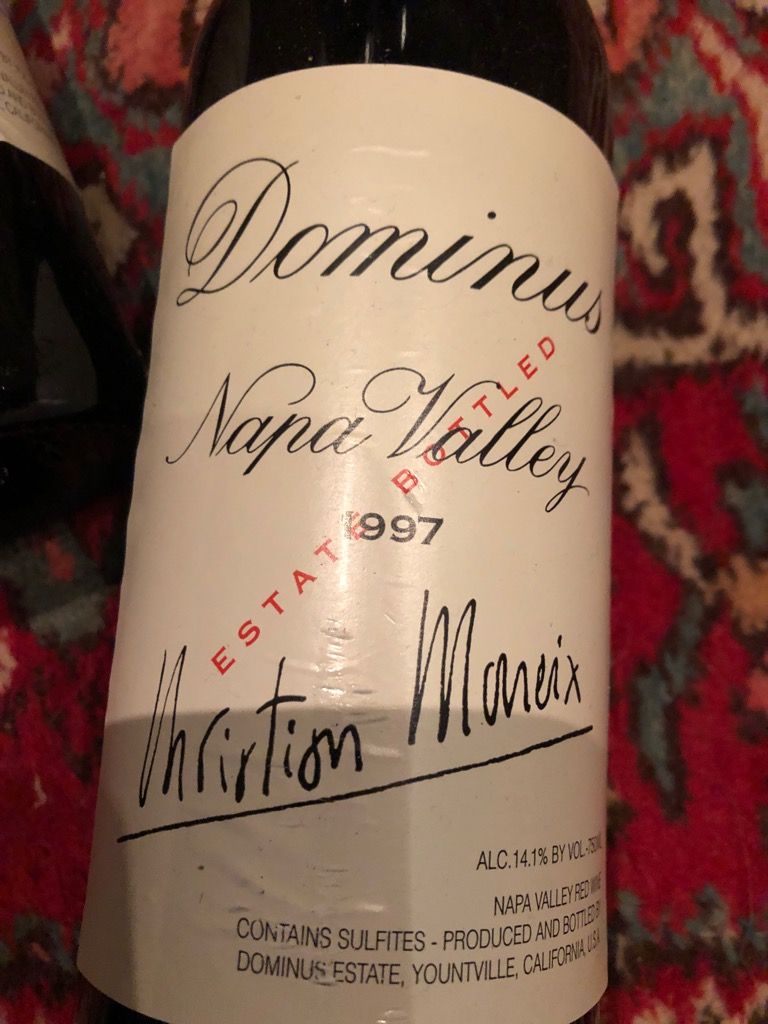 Dominus
Napa Valley
ESTATE BOTTLED
1997
Christian Moueix
ALC. 14.1% BY VOL.-750ML
NAPA VALLEY RED WINE
CONTAINS SULFITES - PRODUCED AND BOTTLED BY
DOMINUS ESTATE, YOUNTVILLE, CALIFORNIA, U.S.A.